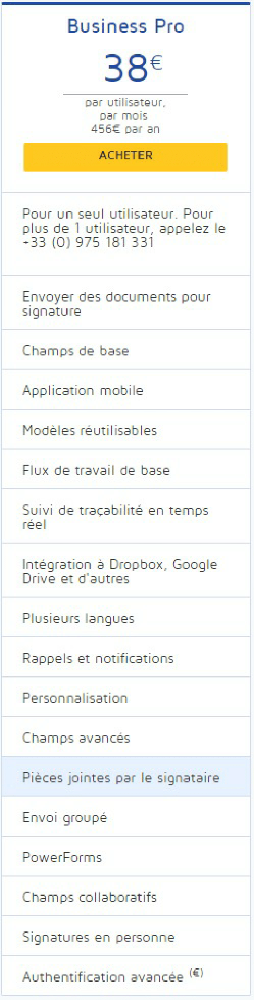 Business Pro
38€
par utilisateur,
par mois
456€ par an
ACHETER
Pour un seul utilisateur. Pour
plus de 1 utilisateur, appelez le
+33 (0) 975 181 331
Envoyer des documents pour
signature
Champs de base
Application mobile
Modèles réutilisables
Flux de travail de base
Suivi de traçabilité en temps
réel
Intégration à Dropbox, Google
Drive et d'autres
Plusieurs langues
Rappels et notifications
Personnalisation
Champs avancés
Pièces jointes par le signataire
Envoi groupé
PowerForms
Champs collaboratifs
Signatures en personne
Authentification avancée (€)